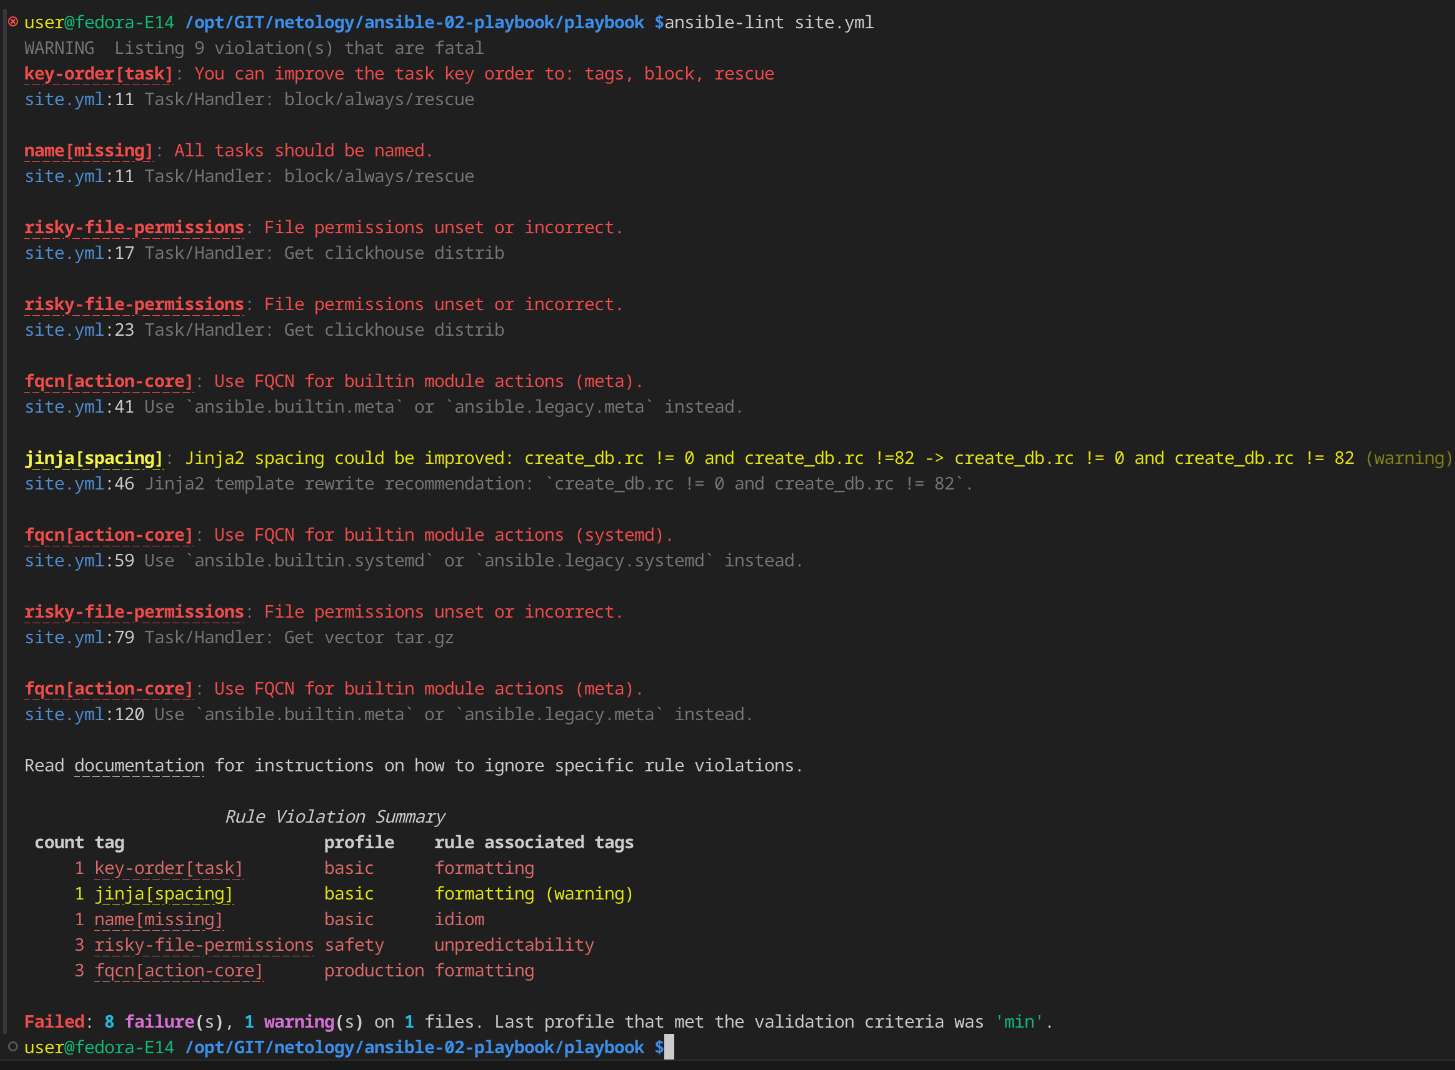 user@fedora-E14 /opt/GIT/netology/ansible-02-playbook/playbook $ansible-lint site.yml
WARNING  Listing 9 violation(s) that are fatal
key-order[task]: You can improve the task key order to: tags, block, rescue
site.yml:11 Task/Handler: block/always/rescue

name[missing]: All tasks should be named.
site.yml:11 Task/Handler: block/always/rescue

risky-file-permissions: File permissions unset or incorrect.
site.yml:17 Task/Handler: Get clickhouse distrib

risky-file-permissions: File permissions unset or incorrect.
site.yml:23 Task/Handler: Get clickhouse distrib

fqcn[action-core]: Use FQCN for builtin module actions (meta).
site.yml:41 Use `ansible.builtin.meta` or `ansible.legacy.meta` instead.

jinja[spacing]: Jinja2 spacing could be improved: create_db.rc != 0 and create_db.rc !=82 -> create_db.rc != 0 and create_db.rc != 82 (warning)
site.yml:46 Jinja2 template rewrite recommendation: `create_db.rc != 0 and create_db.rc != 82`.

fqcn[action-core]: Use FQCN for builtin module actions (systemd).
site.yml:59 Use `ansible.builtin.systemd` or `ansible.legacy.systemd` instead.

risky-file-permissions: File permissions unset or incorrect.
site.yml:79 Task/Handler: Get vector tar.gz

fqcn[action-core]: Use FQCN for builtin module actions (meta).
site.yml:120 Use `ansible.builtin.meta` or `ansible.legacy.meta` instead.

Read documentation for instructions on how to ignore specific rule violations.

Rule Violation Summary
count tag profile rule associated tags
1 key-order[task] basic formatting
1 jinja[spacing] basic formatting (warning)
1 name[missing] basic idiom
3 risky-file-permissions safety unpredictability
3 fqcn[action-core] production formatting

Failed: 8 failure(s), 1 warning(s) on 1 files. Last profile that met the validation criteria was 'min'.
user@fedora-E14 /opt/GIT/netology/ansible-02-playbook/playbook $